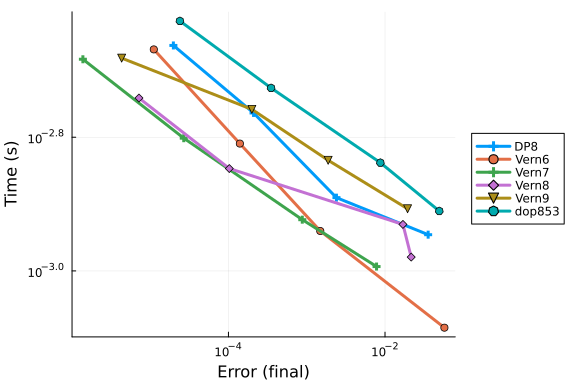 Time (s)
10⁻²·⁸
10⁻³·⁰
10⁻⁴
10⁻²
Error (final)
DP8
Vern6
Vern7
Vern8
Vern9
dop853